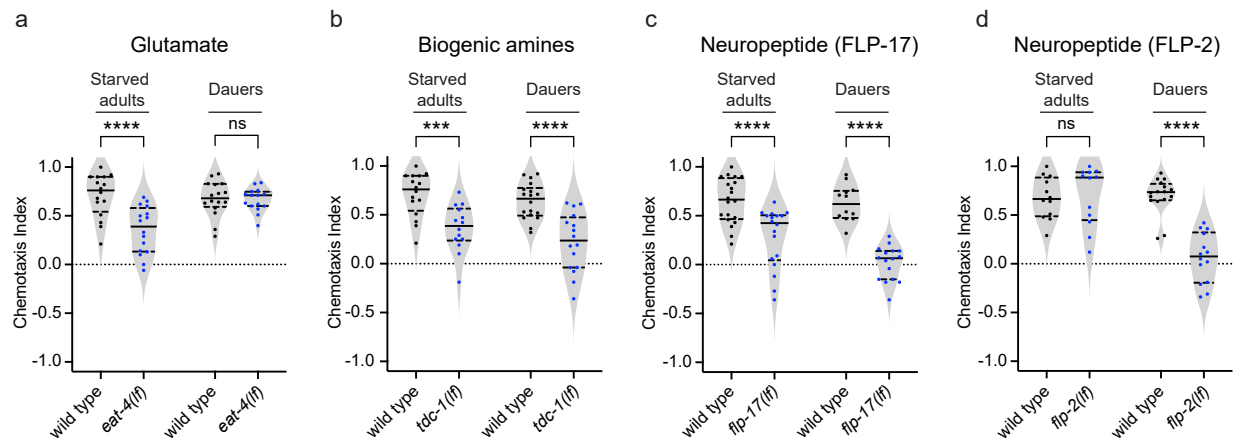 a
Glutamate
Starved
adults
Dauers
****
ns
Chemotaxis Index
1.0
0.5
0.0
-0.5
-1.0
wild type
eat-4(lf)
wild type
eat-4(lf)
b
Biogenic amines
Starved
adults
Dauers
***
****
Chemotaxis Index
1.0
0.5
0.0
-0.5
-1.0
wild type
tdc-1(lf)
wild type
tdc-1(lf)
c
Neuropeptide (FLP-17)
Starved
adults
Dauers
****
****
Chemotaxis Index
1.0
0.5
0.0
-0.5
-1.0
wild type
flp-17(lf)
wild type
flp-17(lf)
d
Neuropeptide (FLP-2)
Starved
adults
Dauers
ns
****
Chemotaxis Index
1.0
0.5
0.0
-0.5
-1.0
wild type
flp-2(lf)
wild type
flp-2(lf)